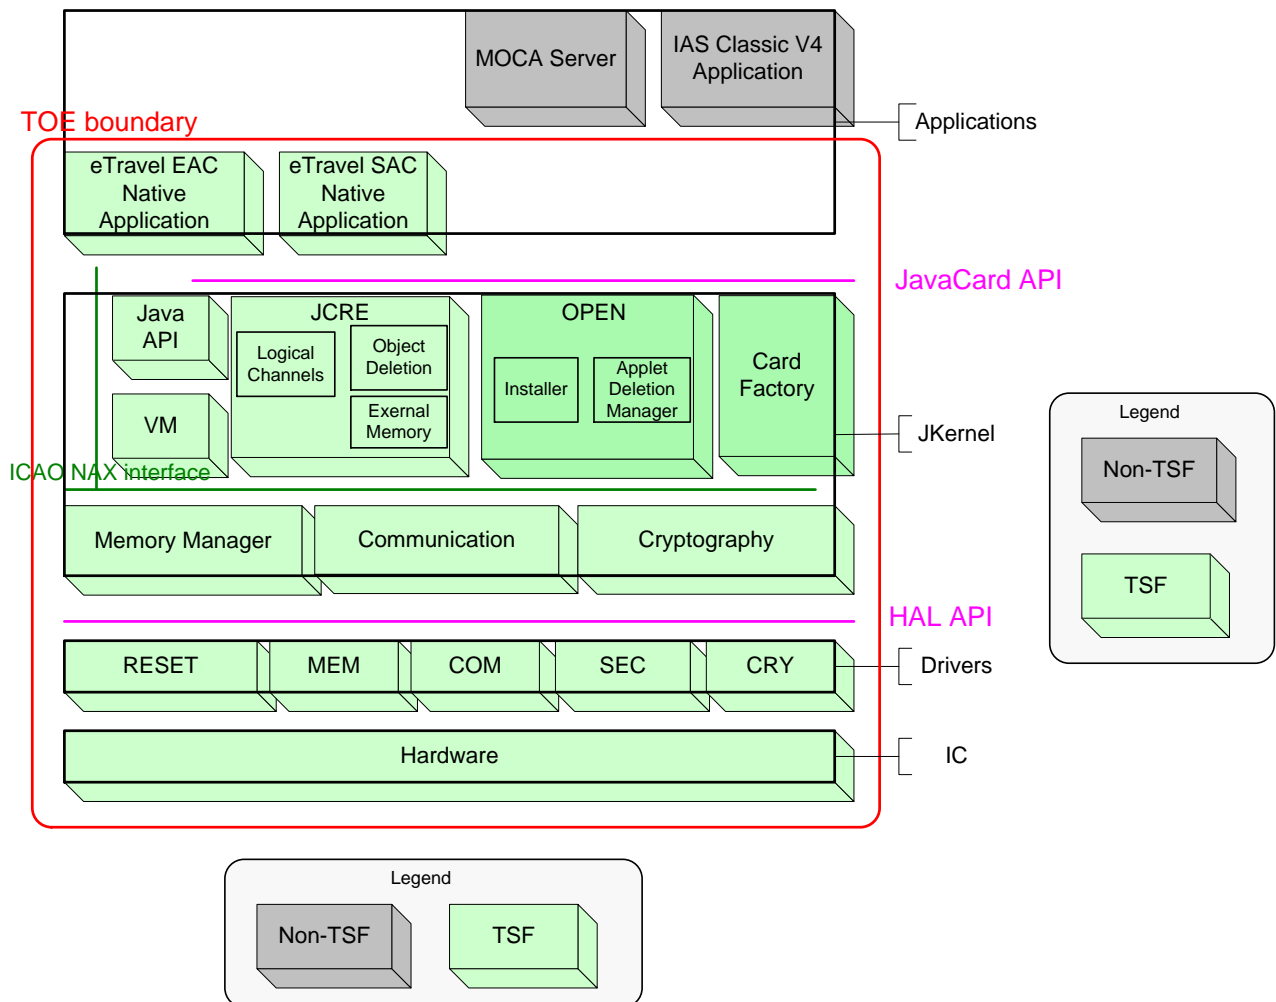 MOCA Server
IAS Classic V4
Application
Applications
TOE boundary
eTravel EAC
Native
Application
eTravel SAC
Native
Application
JavaCard API
Java
API
JCRE
Logical
Channels
Object
Deletion
Exernal
Memory
OPEN
Installer
Applet
Deletion
Manager
Card
Factory
VM
JKernel
ICAO NAX interface
Memory Manager
Communication
Cryptography
HAL API
RESET
MEM
COM
SEC
CRY
Drivers
Hardware
IC
Legend
Non-TSF
TSF
Legend
Non-TSF
TSF